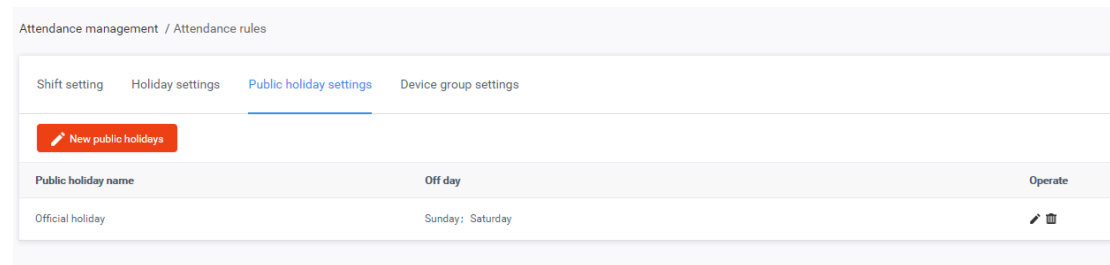 Attendance management / Attendance rules
Shift setting Holiday settings Public holiday settings Device group settings
New public holidays
Public holiday name Off day Operate
Official holiday Sunday; Saturday